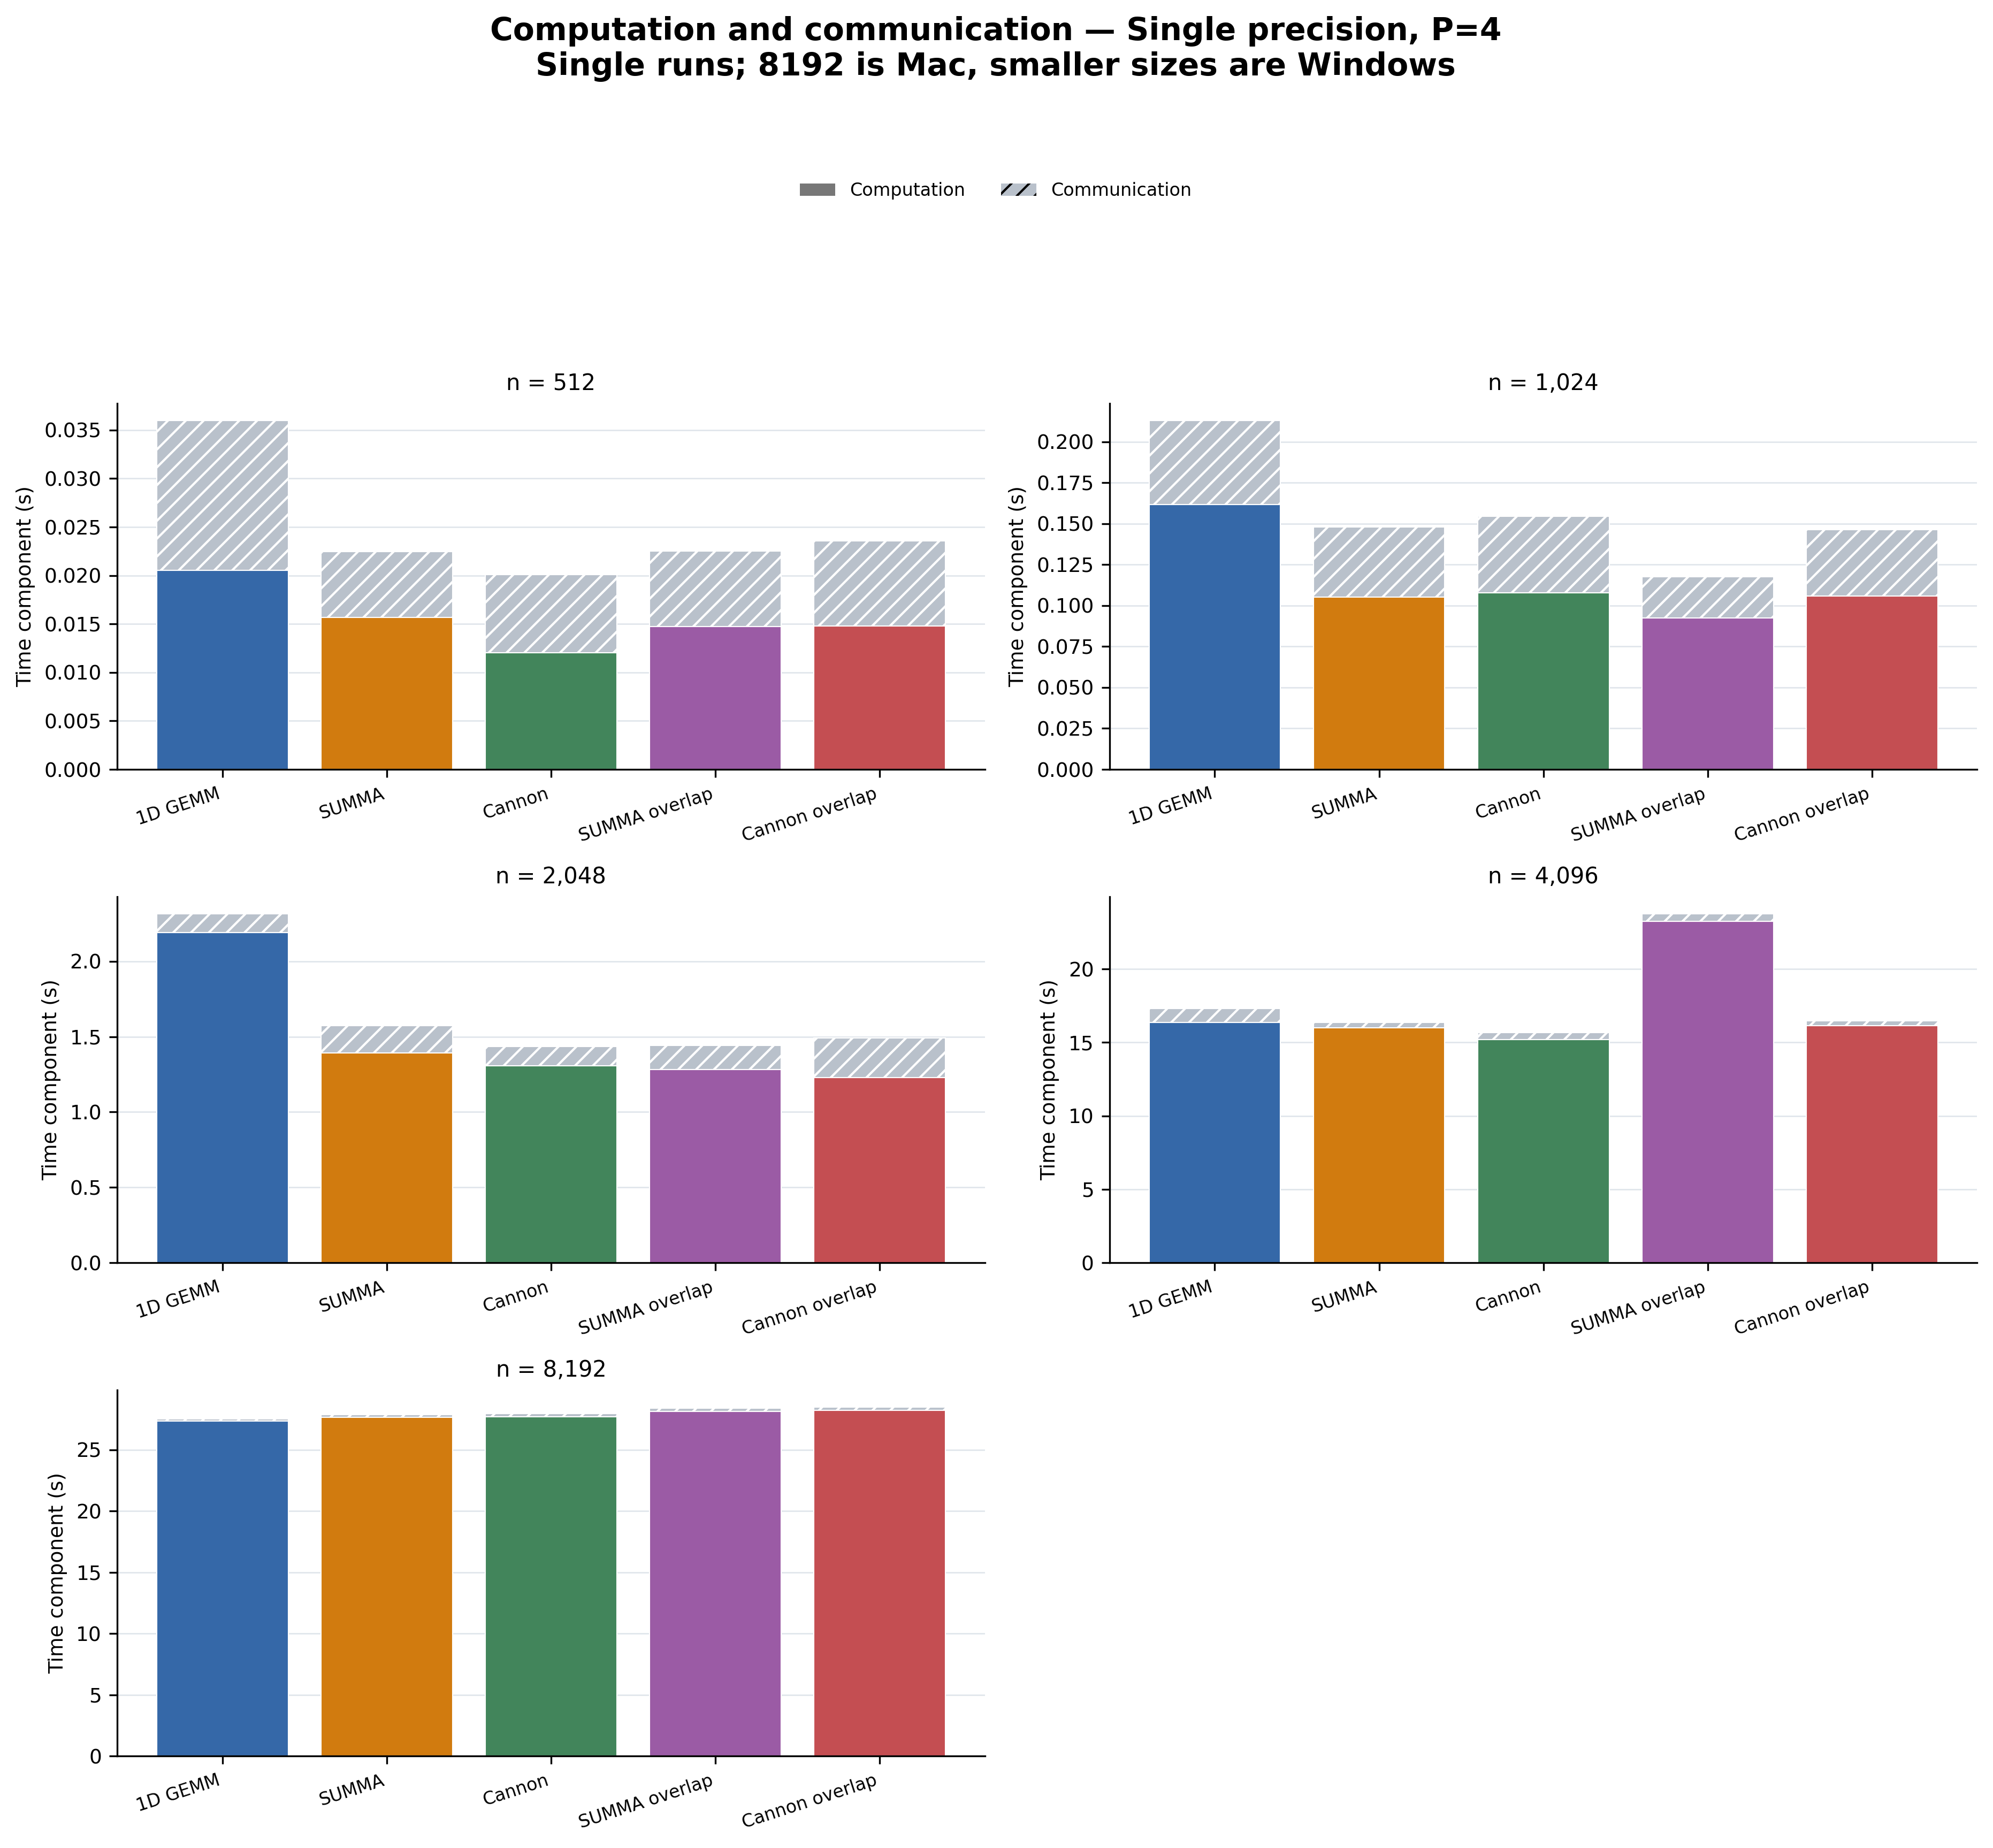 Computation and communication — Single precision, P=4
Single runs; 8192 is Mac, smaller sizes are Windows
Computation
Communication
n = 512
Time component (s)
0.035
0.030
0.025
0.020
0.015
0.010
0.005
0.000
1D GEMM
SUMMA
Cannon
SUMMA overlap
Cannon overlap
n = 1,024
Time component (s)
0.200
0.175
0.150
0.125
0.100
0.075
0.050
0.025
0.000
1D GEMM
SUMMA
Cannon
SUMMA overlap
Cannon overlap
n = 2,048
Time component (s)
2.0
1.5
1.0
0.5
0.0
1D GEMM
SUMMA
Cannon
SUMMA overlap
Cannon overlap
n = 4,096
Time component (s)
20
15
10
5
0
1D GEMM
SUMMA
Cannon
SUMMA overlap
Cannon overlap
n = 8,192
Time component (s)
25
20
15
10
5
0
1D GEMM
SUMMA
Cannon
SUMMA overlap
Cannon overlap